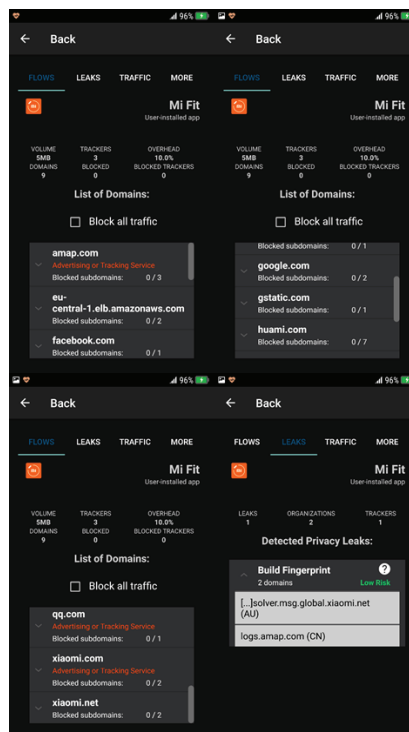 96%
Back
FLOWS LEAKS TRAFFIC MORE
Mi Fit
User-installed app
VOLUME TRACKERS OVERHEAD
5MB 3 10.0%
DOMAINS BLOCKED BLOCKED TRACKERS
9 0 0
List of Domains:
Block all traffic
amap.com
Advertising or Tracking Service
Blocked subdomains: 0 / 3
eu-
central-1.elb.amazonaws.com
Blocked subdomains: 0 / 2
facebook.com
Blocked subdomains: 0 / 1
96%
Back
FLOWS LEAKS TRAFFIC MORE
Mi Fit
User-installed app
VOLUME TRACKERS OVERHEAD
5MB 3 10.0%
DOMAINS BLOCKED BLOCKED TRACKERS
9 0 0
List of Domains:
Block all traffic
Blocked subdomains: 0 / 1
google.com
Blocked subdomains: 0 / 2
gstatic.com
Blocked subdomains: 0 / 1
huami.com
Blocked subdomains: 0 / 7
96%
Back
FLOWS LEAKS TRAFFIC MORE
Mi Fit
User-installed app
VOLUME TRACKERS OVERHEAD
5MB 3 10.0%
DOMAINS BLOCKED BLOCKED TRACKERS
9 0 0
List of Domains:
Block all traffic
qq.com
Advertising or Tracking Service
Blocked subdomains: 0 / 1
xiaomi.com
Advertising or Tracking Service
Blocked subdomains: 0 / 2
xiaomi.net
Blocked subdomains: 0 / 2
96%
Back
FLOWS LEAKS TRAFFIC MORE
Mi Fit
User-installed app
LEAKS ORGANIZATIONS TRACKERS
1 2 1
Detected Privacy Leaks:
Build Fingerprint ?
2 domains Low Risk
[...]solver.msg.global.xiaomi.net
(AU)
logs.amap.com (CN)